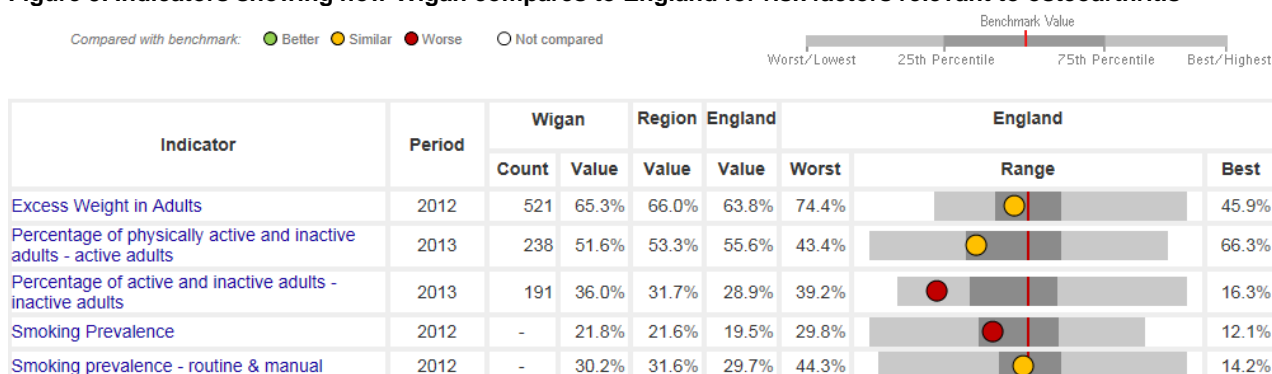 Compared with benchmark: Better Similar Worse Not compared
Benchmark Value
Worst/Lowest 25th Percentile 75th Percentile Best/Highest
Indicator Period Wigan Region England England
Count Value Value Value Worst Range Best
Excess Weight in Adults 2012 521 65.3% 66.0% 63.8% 74.4% 45.9%
Percentage of physically active and inactive
adults - active adults 2013 238 51.6% 53.3% 55.6% 43.4% 66.3%
Percentage of active and inactive adults -
inactive adults 2013 191 36.0% 31.7% 28.9% 39.2% 16.3%
Smoking Prevalence 2012 - 21.8% 21.6% 19.5% 29.8% 12.1%
Smoking prevalence - routine & manual 2012 - 30.2% 31.6% 29.7% 44.3% 14.2%